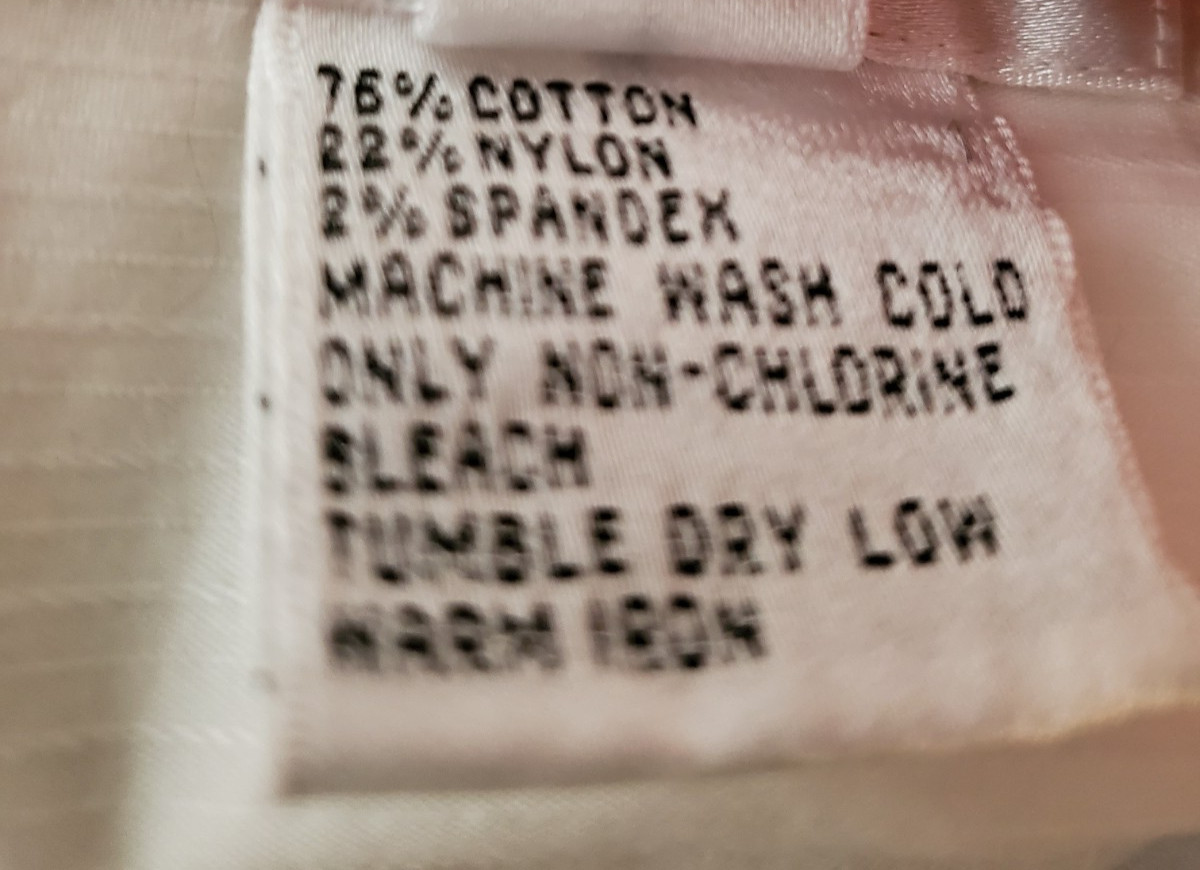 76% COTTON
22% NYLON
2% SPANDEX
MACHINE WASH COLD
ONLY NON-CHLORINE
BLEACH
TUMBLE DRY LOW
WARM IRON